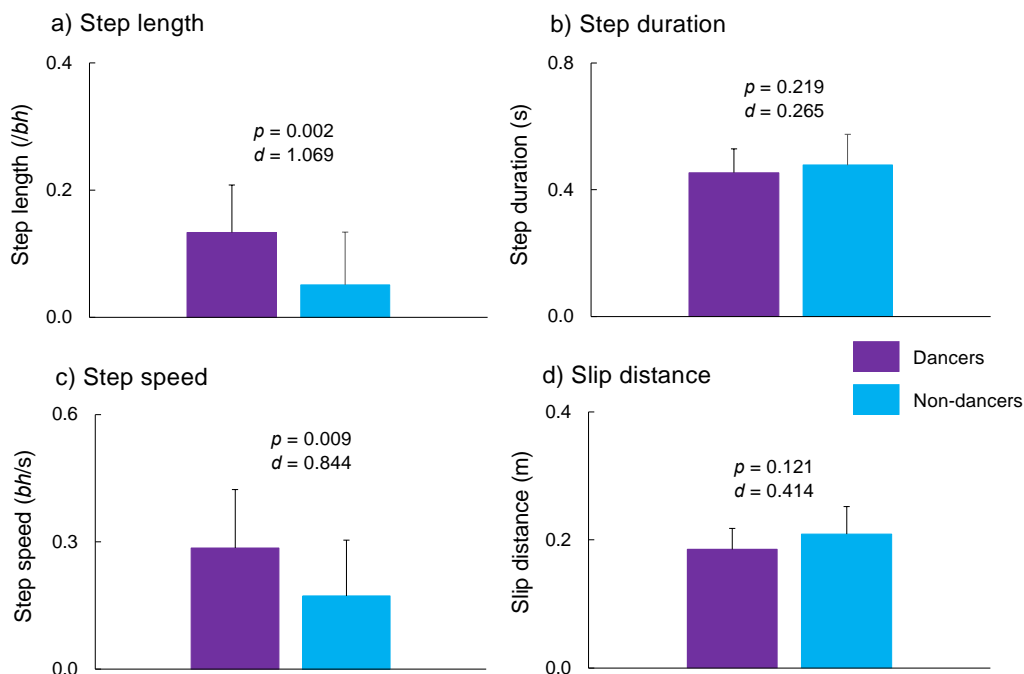 a) Step length
0.4
0.2
0.0
Step length (/bh)
p = 0.002
d = 1.069
b) Step duration
0.8
0.4
0.0
Step duration (s)
p = 0.219
d = 0.265
Dancers
Non-dancers
c) Step speed
0.6
0.3
0.0
Step speed (bh/s)
p = 0.009
d = 0.844
d) Slip distance
0.4
0.2
0.0
Slip distance (m)
p = 0.121
d = 0.414